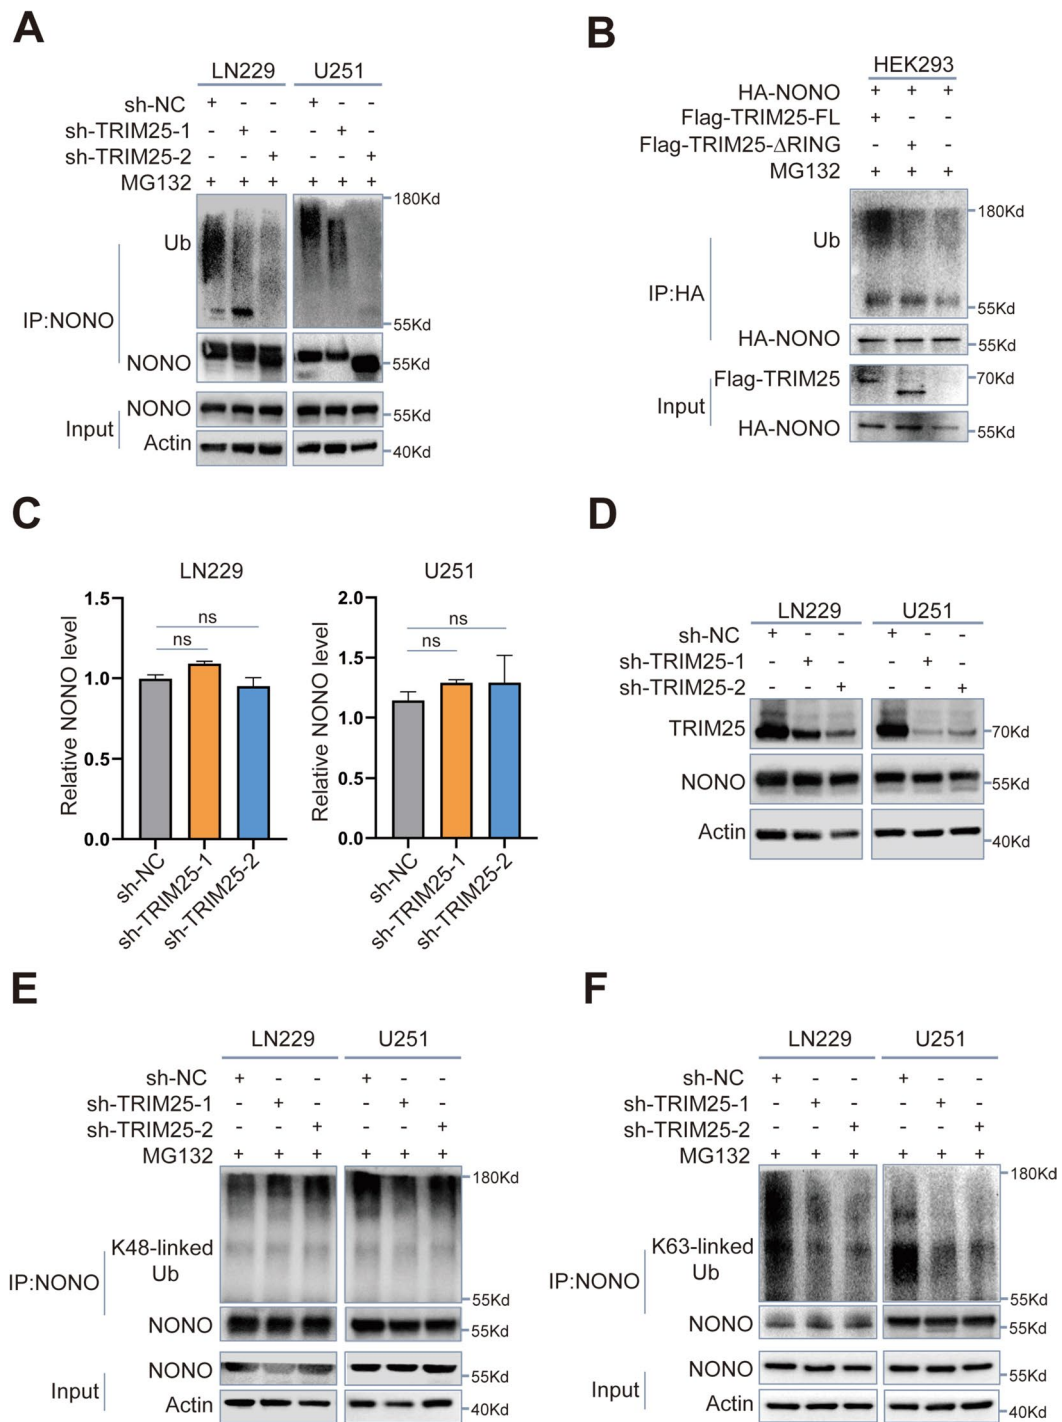 A
LN229 U251
sh-NC + - - + - -
sh-TRIM25-1 - + - - + -
sh-TRIM25-2 - - + - - +
MG132 + + + + + +
180Kd
Ub
IP:NONO
55Kd
NONO 55Kd
NONO 55Kd
Input
Actin 40Kd
B
HEK293
HA-NONO + + +
Flag-TRIM25-FL + - -
Flag-TRIM25-ΔRING - + -
MG132 + + +
180Kd
Ub
IP:HA
55Kd
HA-NONO 55Kd
Flag-TRIM25 70Kd
Input
HA-NONO 55Kd
C
LN229
Relative NONO level
1.5
1.0
0.5
0.0
ns
ns
sh-NC
sh-TRIM25-1
sh-TRIM25-2
U251
Relative NONO level
2.0
1.5
1.0
0.5
0.0
ns
ns
sh-NC
sh-TRIM25-1
sh-TRIM25-2
D
LN229 U251
sh-NC + - - + - -
sh-TRIM25-1 - + - - + -
sh-TRIM25-2 - - + - - +
TRIM25 70Kd
NONO 55Kd
Actin 40Kd
E
LN229 U251
sh-NC + - - + - -
sh-TRIM25-1 - + - - + -
sh-TRIM25-2 - - + - - +
MG132 + + + + + +
180Kd
K48-linked
Ub
IP:NONO
55Kd
NONO 55Kd
NONO 55Kd
Input
Actin 40Kd
F
LN229 U251
sh-NC + - - + - -
sh-TRIM25-1 - + - - + -
sh-TRIM25-2 - - + - - +
MG132 + + + + + +
180Kd
K63-linked
Ub
IP:NONO
55Kd
NONO 55Kd
NONO 55Kd
Input
Actin 40Kd